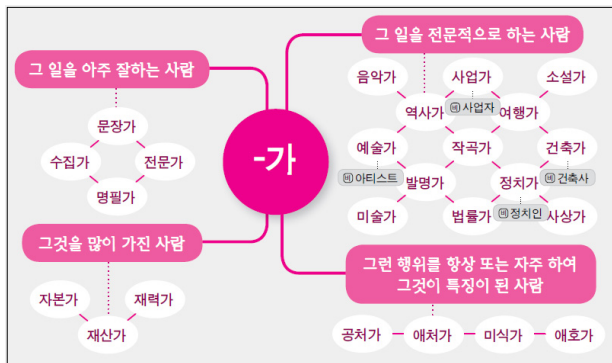 그 일을 전문적으로 하는 사람
음악가 사업가 소설가
역사가 ㈜사업자 여행가
예술가 작곡가 건축가
㈜아티스트 ㈜건축사
발명가 정치가
㈜정치인
미술가 법률가 사상가
그 일을 아주 잘하는 사람
문장가
수집가 전문가
명필가
-가
그것을 많이 가진 사람
자본가 재력가
재산가
그런 행위를 항상 또는 자주 하여
그것이 특징이 된 사람
공처가 애처가 미식가 애호가